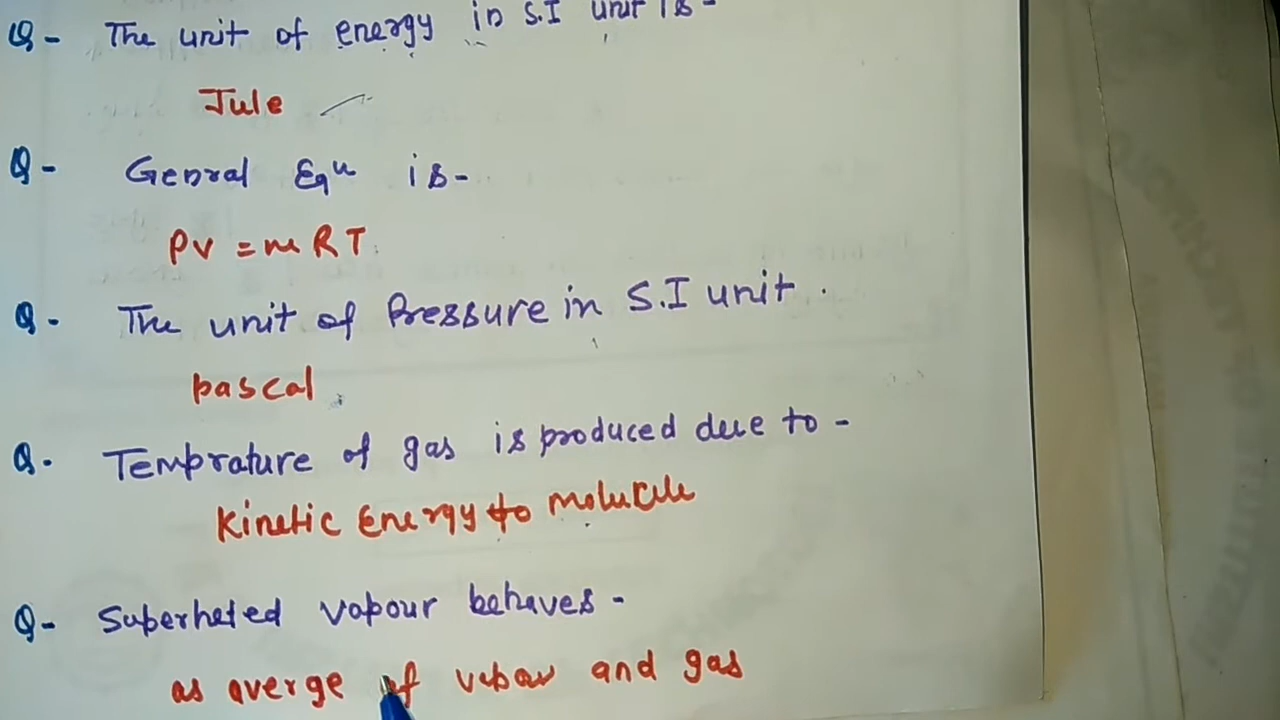 Q- The unit of energy in S.I unit is-
Jule
Q- Genral Eqn is-
PV = mRT
Q- The unit of Pressure in S.I unit.
pascal.
Q. Temprature of gas is produced due to-
Kinetic Energy to
Q- Superheted vapour behaves-
as averge of and gas